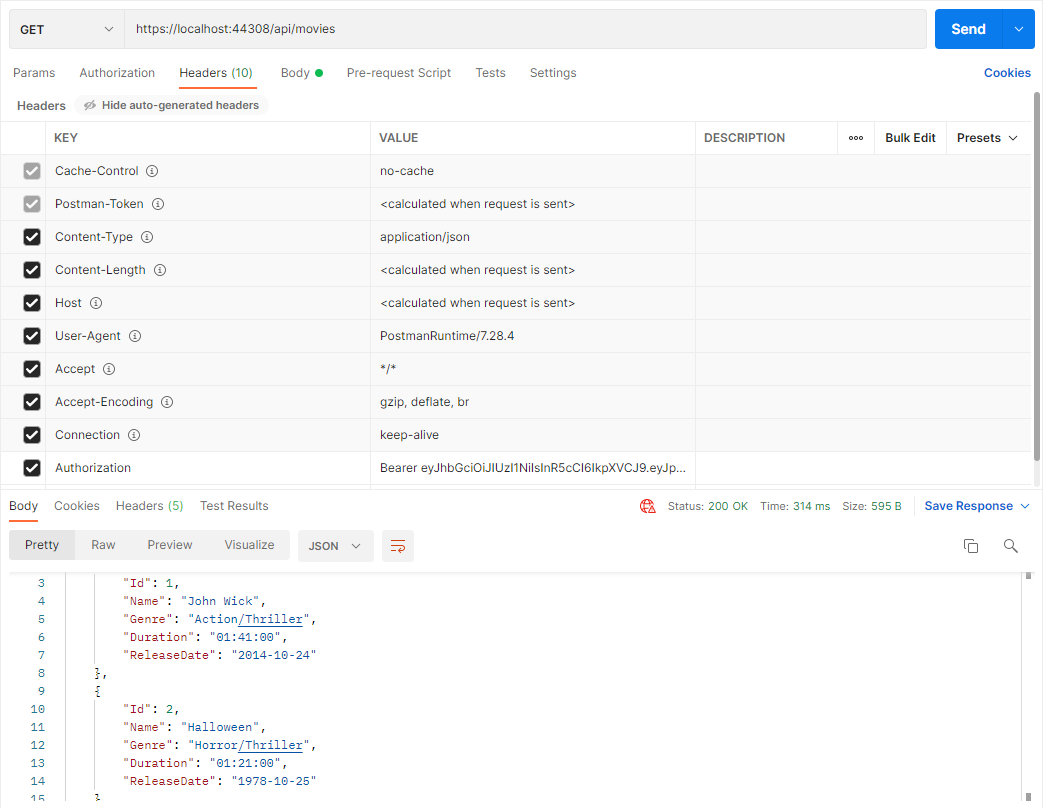 GET https://localhost:44308/api/movies Send
Params Authorization Headers (10) Body Pre-request Script Tests Settings Cookies
Headers Hide auto-generated headers
KEY VALUE DESCRIPTION ooo Bulk Edit Presets
Cache-Control no-cache
Postman-Token <calculated when request is sent>
Content-Type application/json
Content-Length <calculated when request is sent>
Host <calculated when request is sent>
User-Agent PostmanRuntime/7.28.4
Accept */*
Accept-Encoding gzip, deflate, br
Connection keep-alive
Authorization Bearer eyJhbGciOiJIUzI1NiIsInR5cCI6IkpXVCJ9.eyJp...
Body Cookies Headers (5) Test Results Status: 200 OK Time: 314 ms Size: 595 B Save Response
Pretty Raw Preview Visualize JSON
3 "Id": 1,
4 "Name": "John Wick",
5 "Genre": "Action/Thriller",
6 "Duration": "01:41:00",
7 "ReleaseDate": "2014-10-24"
8 },
9 {
10 "Id": 2,
11 "Name": "Halloween",
12 "Genre": "Horror/Thriller",
13 "Duration": "01:21:00",
14 "ReleaseDate": "1978-10-25"
15 }